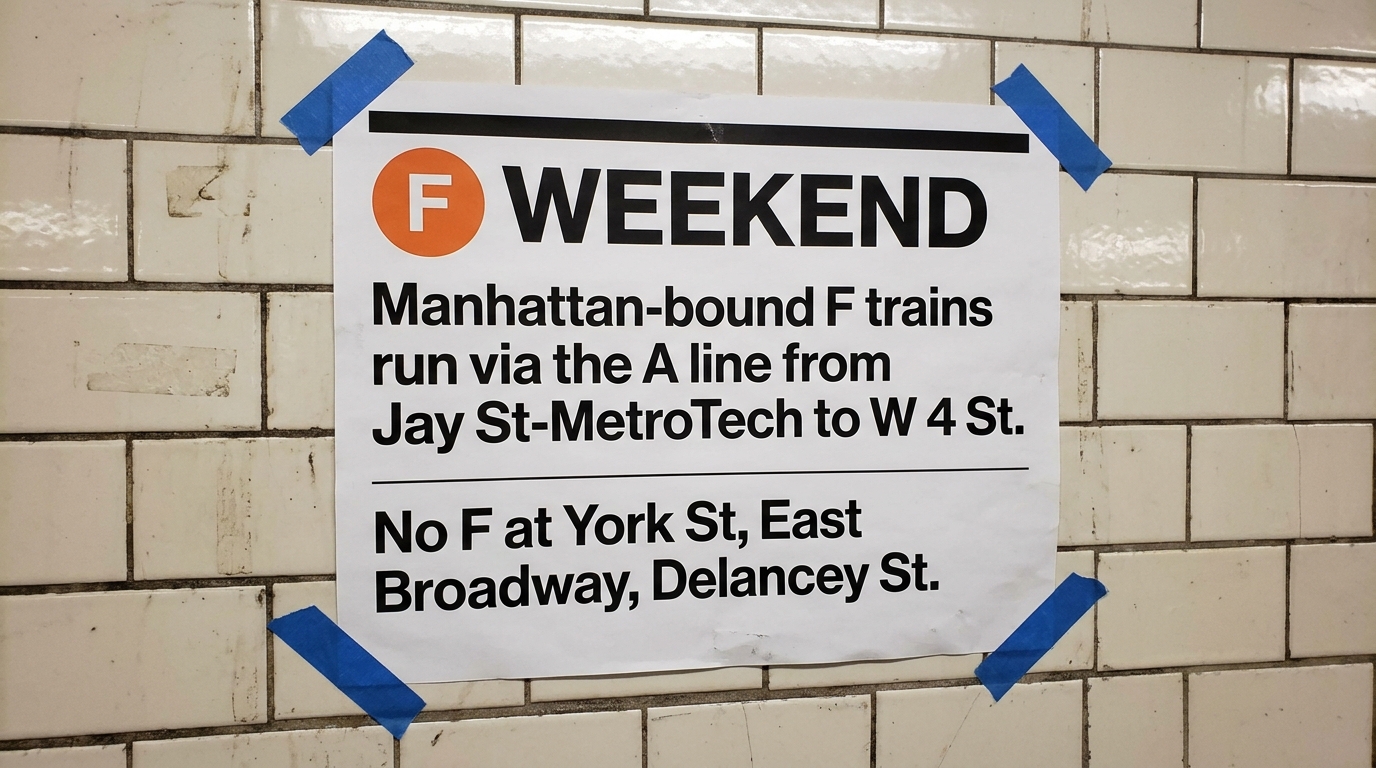 F WEEKEND
Manhattan-bound F trains
run via the A line from
Jay St-MetroTech to W 4 St.
No F at York St, East
Broadway, Delancey St.